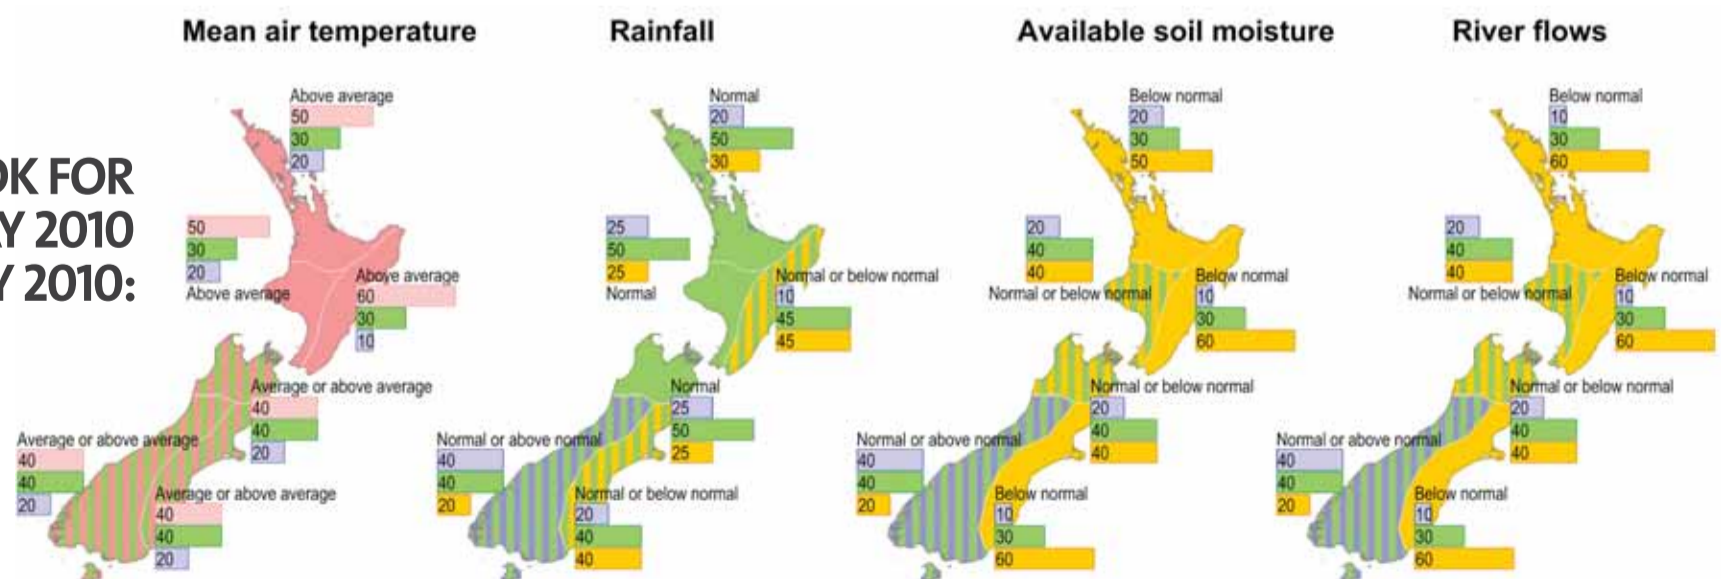 OK FOR
Y 2010
Y 2010:
Mean air temperature
Above average
50
30
20
50
30
20
Above average
Above average
60
30
10
Average or above average
40
40
20
Average or above average
40
40
20
Average or above average
40
40
20
Rainfall
Normal
20
50
30
25
50
25
Normal
Normal or below normal
10
45
45
Normal
25
50
25
Normal or above normal
40
40
20
Normal or below normal
20
40
40
Available soil moisture
Below normal
20
30
50
20
40
40
Normal or below normal
Below normal
10
30
60
Normal or below normal
20
40
40
Normal or above normal
40
40
20
Below normal
10
30
60
River flows
Below normal
10
30
60
20
40
40
Normal or below normal
Below normal
10
30
60
Normal or below normal
20
40
40
Normal or above normal
40
40
20
Below normal
10
30
60